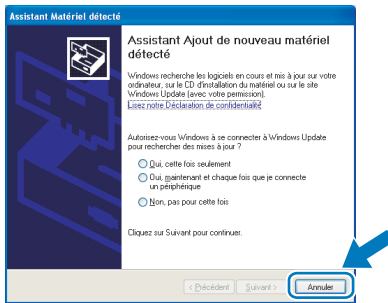 Assistant Matériel détecté
Assistant Ajout de nouveau matériel
détecté
Windows recherche les logiciels en cours et mis à jour sur votre
ordinateur, sur le CD d'installation du matériel ou sur le site
Windows Update (avec votre permission).
Lisez notre Déclaration de confidentialité
Autorisez-vous Windows à se connecter à Windows Update
pour rechercher des mises à jour ?
Oui, cette fois seulement
Oui, maintenant et chaque fois que je connecte
un périphérique
Non, pas pour cette fois
Cliquez sur Suivant pour continuer.
< Précédent Suivant > Annuler